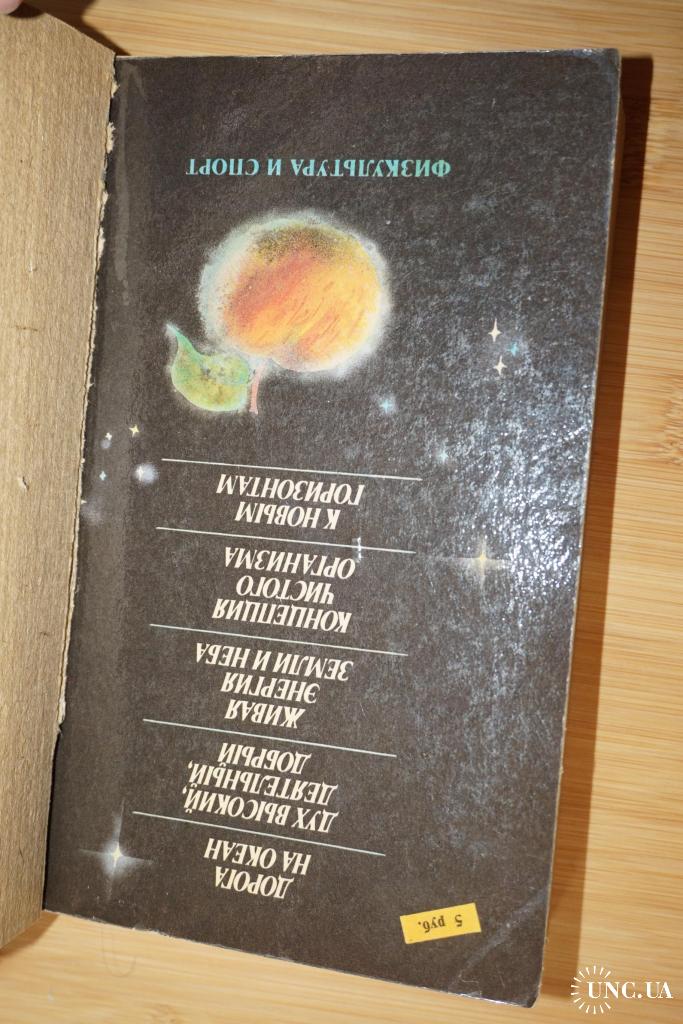 5 руб.
ДОРОГА
НА ОКЕАН
ДУХ ВЫСОКИЙ,
ДЕЯТЕЛЬНЫЙ,
ДОБРЫЙ
ЖИВАЯ
ЭНЕРГИЯ
ЗЕМЛИ И НЕБА
КОНЦЕПЦИЯ
ЧИСТОГО
ОРГАНИЗМА
К НОВЫМ
ГОРИЗОНТАМ
ФИЗКУЛЬТУРА И СПОРТ
UNC.UA